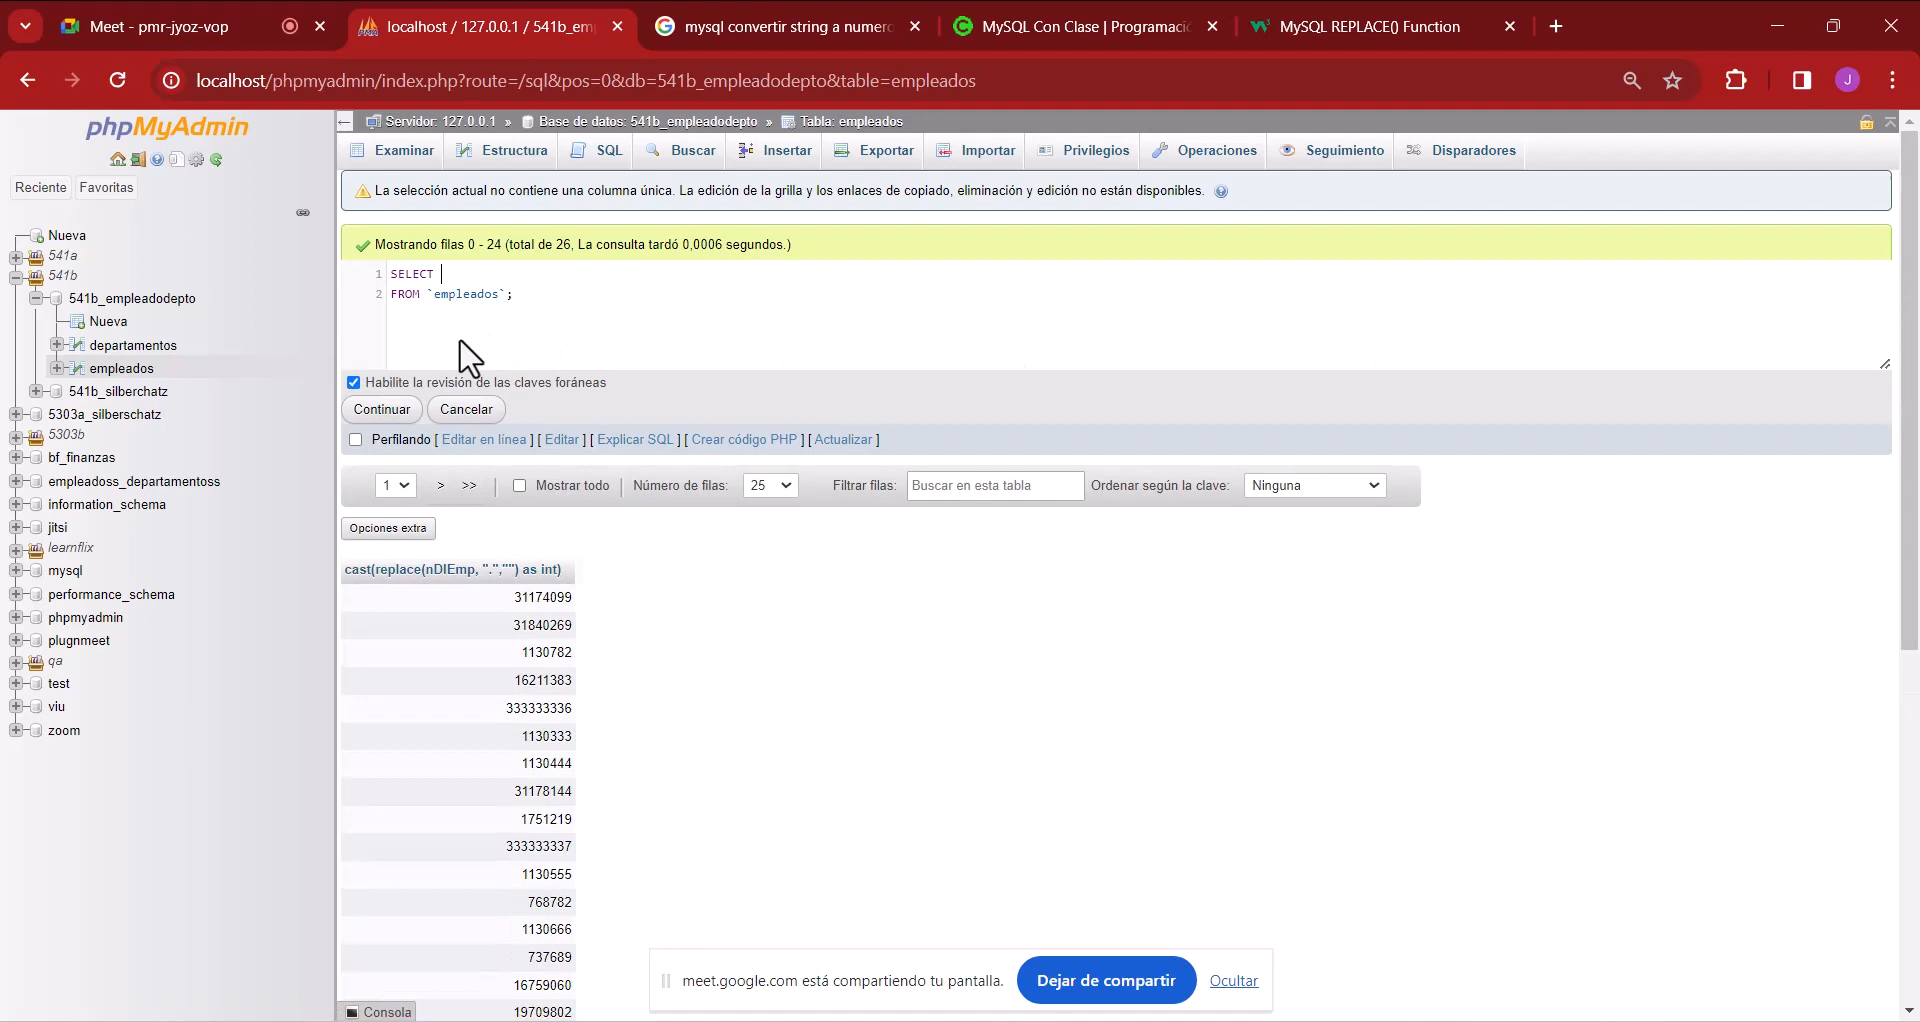 Meet - pmr-jyoz-vop
localhost / 127.0.0.1 / 541b_em
mysql convertir string a numero
MySQL Con Clase | Programació
MySQL REPLACE() Function
localhost/phpmyadmin/index.php?route=/sql&pos=0&db=541b_empleadodepto&table=empleados
J
phpMyAdmin
Reciente
Favoritas
Nueva
541a
541b
541b_empleadodepto
Nueva
departamentos
empleados
541b_silberchatz
5303a_silberschatz
5303b
bf_finanzas
empleadoss_departamentoss
information_schema
jitsi
learnflix
mysql
performance_schema
phpmyadmin
plugnmeet
qa
test
viu
zoom
Servidor: 127.0.0.1 » Base de datos: 541b_empleadodepto » Tabla: empleados
Examinar Estructura SQL Buscar Insertar Exportar Importar Privilegios Operaciones Seguimiento Disparadores
La selección actual no contiene una columna única. La edición de la grilla y los enlaces de copiado, eliminación y edición no están disponibles.
Mostrando filas 0 - 24 (total de 26, La consulta tardó 0,0006 segundos.)
1 SELECT
2 FROM `empleados`;
Habilite la revisión de las claves foráneas
Continuar Cancelar
Perfilando [ Editar en línea ] [ Editar ] [ Explicar SQL ] [ Crear código PHP ] [ Actualizar ]
1 > >> Mostrar todo Número de filas: 25 Filtrar filas: Buscar en esta tabla Ordenar según la clave: Ninguna
Opciones extra
cast(replace(nDIEmp, ".","") as int)
31174099
31840269
1130782
16211383
333333336
1130333
1130444
31178144
1751219
333333337
1130555
768782
1130666
737689
16759060
19709802
Consola
meet.google.com está compartiendo tu pantalla. Dejar de compartir Ocultar